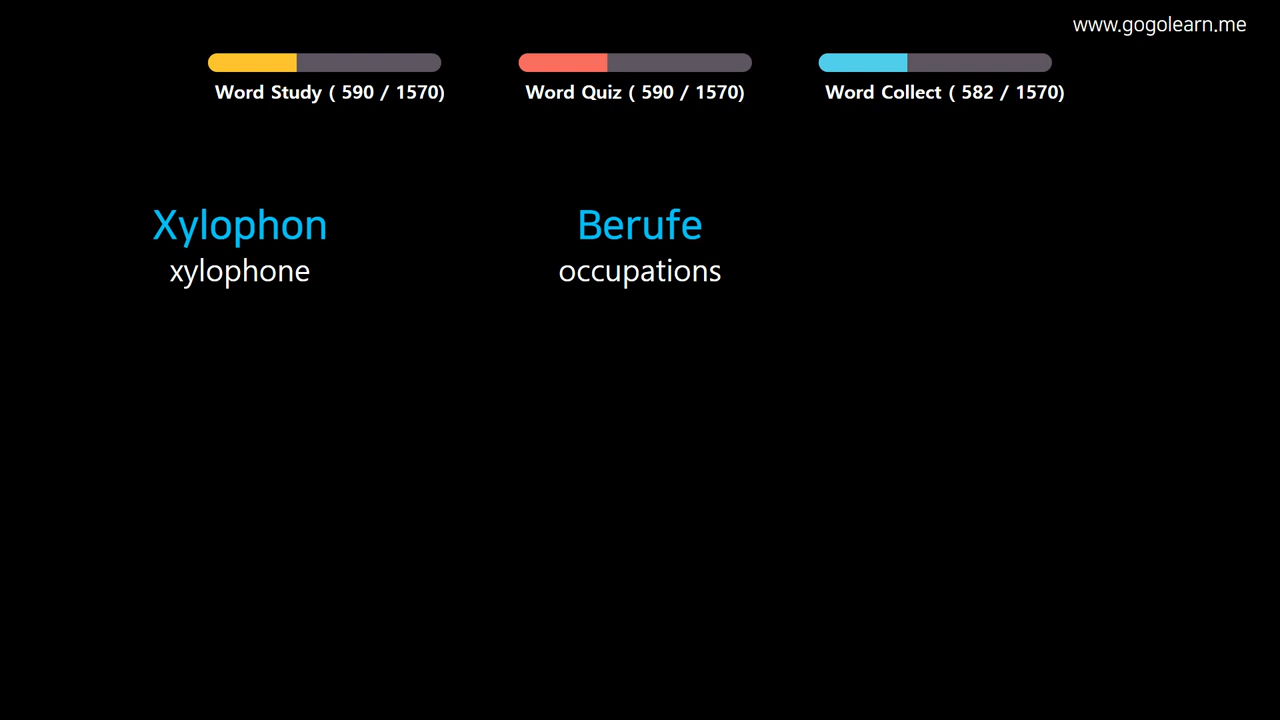 www.gogolearn.me
Word Study ( 590 / 1570)
Word Quiz ( 590 / 1570)
Word Collect ( 582 / 1570)
Xylophon
xylophone
Berufe
occupations